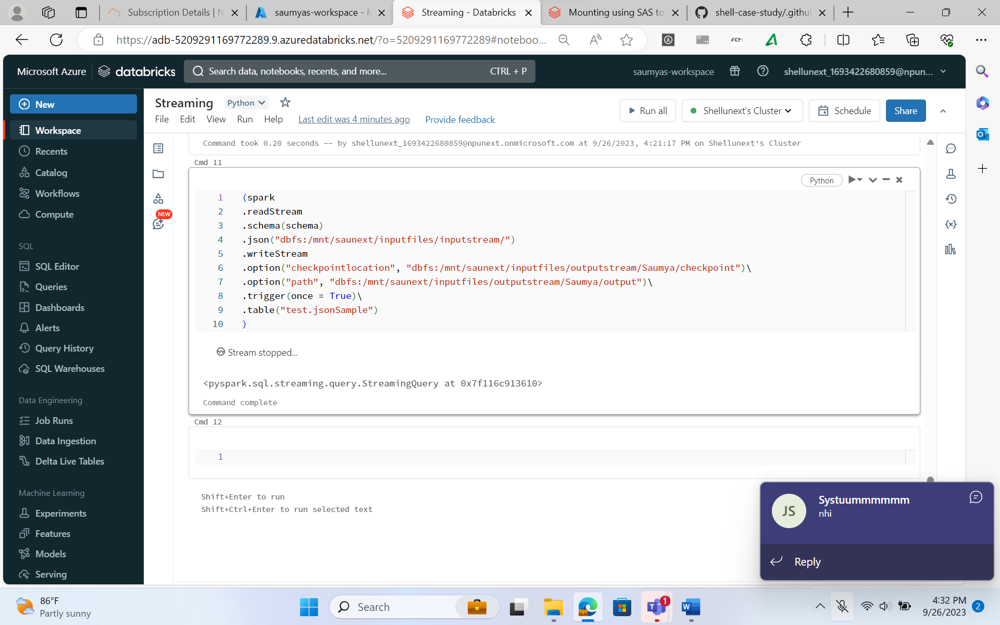 Subscription Details | N
saumyas-workspace - M
Streaming - Databricks
Mounting using SAS to
shell-case-study/.githu
https://adb-5209291169772289.9.azuredatabricks.net/?o=5209291169772289#noteboo...
FCM
Microsoft Azure
databricks
Search data, notebooks, recents, and more...
CTRL + P
saumyas-workspace
shellunext_1693422680859@npun...
New
Workspace
Recents
Catalog
Workflows
Compute
SQL
SQL Editor
Queries
Dashboards
Alerts
Query History
SQL Warehouses
Data Engineering
Job Runs
Data Ingestion
Delta Live Tables
Machine Learning
Experiments
Features
Models
Serving
Streaming
Python
File Edit View Run Help Last edit was 4 minutes ago Provide feedback
Run all
Shellunext's Cluster
Schedule
Share
NEW
Command took 0.20 seconds -- by shellunext_1693422680859@npunext.onmicrosoft.com at 9/26/2023, 4:21:17 PM on Shellunext's Cluster
Cmd 11
Python
1 (spark
2 .readStream
3 .schema(schema)
4 .json("dbfs:/mnt/saunext/inputfiles/inputstream/")
5 .writeStream
6 .option("checkpointlocation", "dbfs:/mnt/saunext/inputfiles/outputstream/Saumya/checkpoint")\
7 .option("path", "dbfs:/mnt/saunext/inputfiles/outputstream/Saumya/output")\
8 .trigger(once = True)\
9 .table("test.jsonSample")
10 )
Stream stopped...
<pyspark.sql.streaming.query.StreamingQuery at 0x7f116c913610>
Command complete
Cmd 12
1
Shift+Enter to run
Shift+Ctrl+Enter to run selected text
JS
Systuummmmmm
nhi
Reply
86°F
Partly sunny
Search
1
4:32 PM
9/26/2023
2